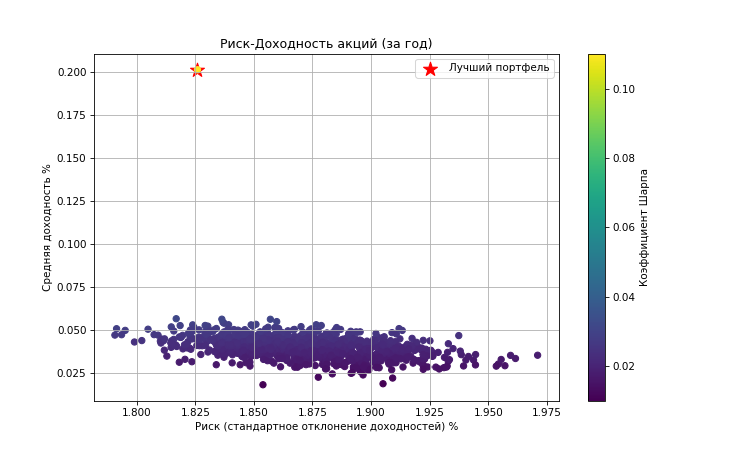 Риск-Доходность акций (за год)
Лучший портфель
0.200
0.175
0.150
0.125
0.100
0.075
0.050
0.025
Средняя доходность %
1.800 1.825 1.850 1.875 1.900 1.925 1.950 1.975
Риск (стандартное отклонение доходностей) %
0.10
0.08
0.06
0.04
0.02
Коэффициент Шарпа